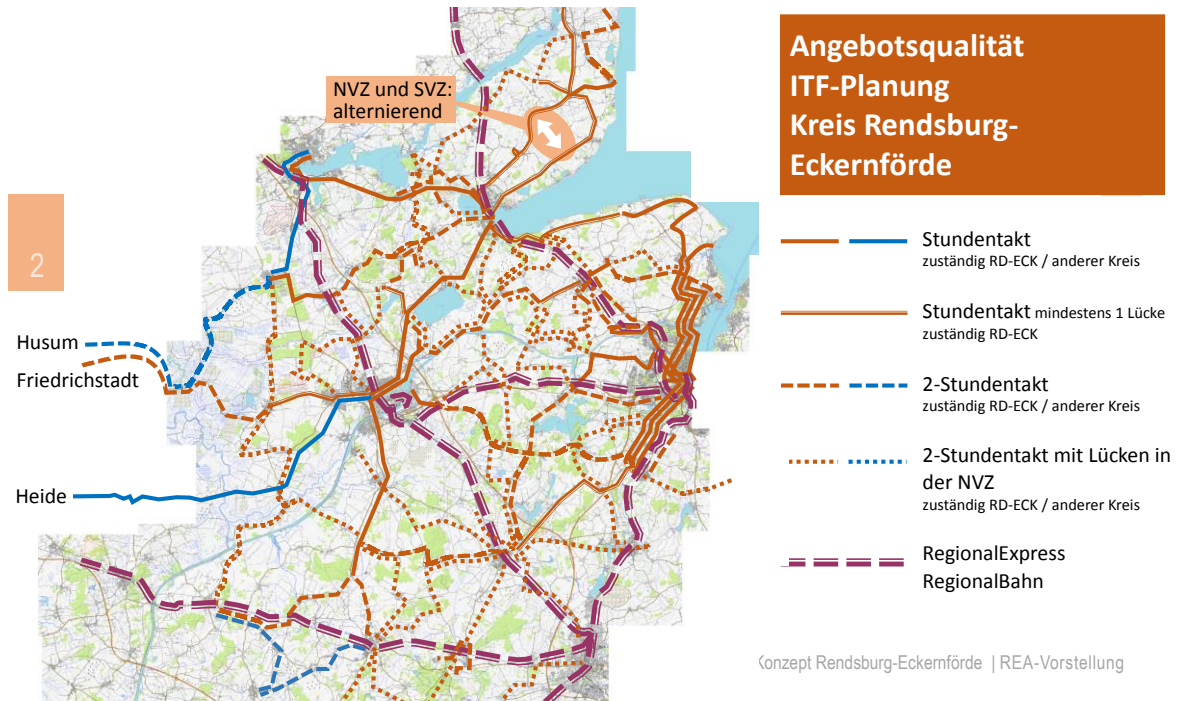 NVZ und SVZ:
alternierend
2
Husum
Friedrichstadt
Heide
Angebotsqualität
ITF-Planung
Kreis Rendsburg-
Eckernförde
Stundentakt
zuständig RD-ECK / anderer Kreis
Stundentakt mindestens 1 Lücke
zuständig RD-ECK
2-Stundentakt
zuständig RD-ECK / anderer Kreis
2-Stundentakt mit Lücken in
der NVZ
zuständig RD-ECK / anderer Kreis
RegionalExpress
RegionalBahn
Konzept Rendsburg-Eckernförde | REA-Vorstellung